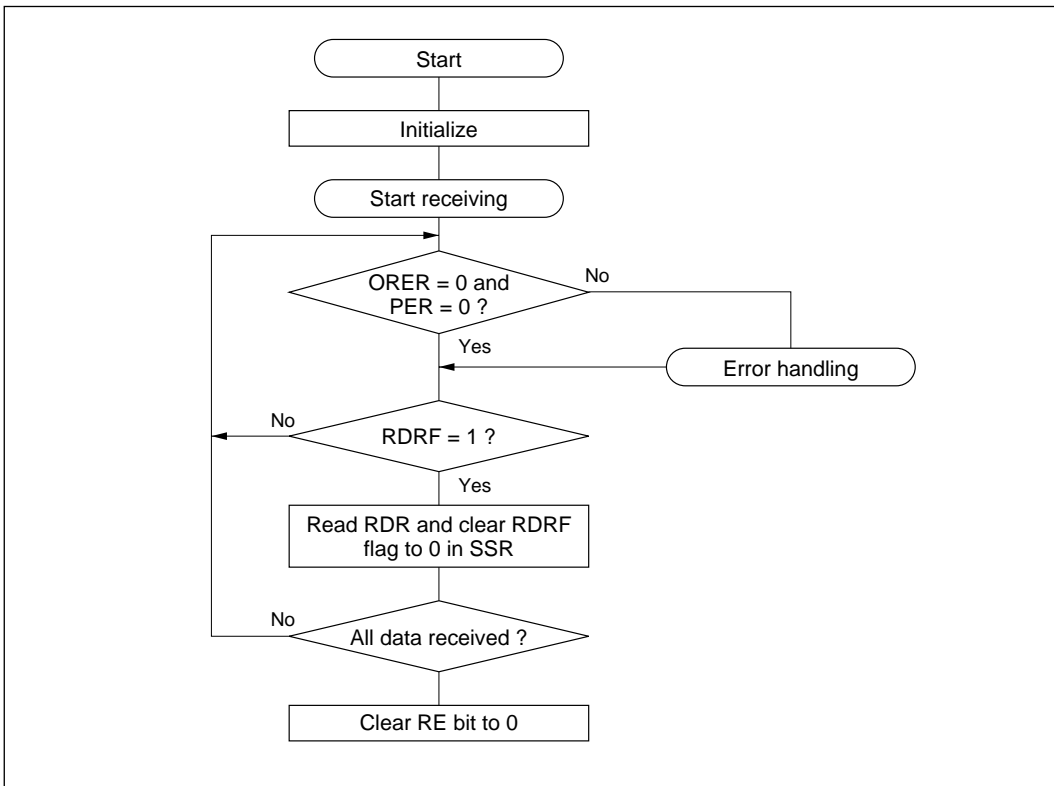 Start
Initialize
Start receiving
ORER = 0 and
PER = 0 ?
No
Yes
Error handling
No
RDRF = 1 ?
Yes
Read RDR and clear RDRF
flag to 0 in SSR
No
All data received ?
Clear RE bit to 0